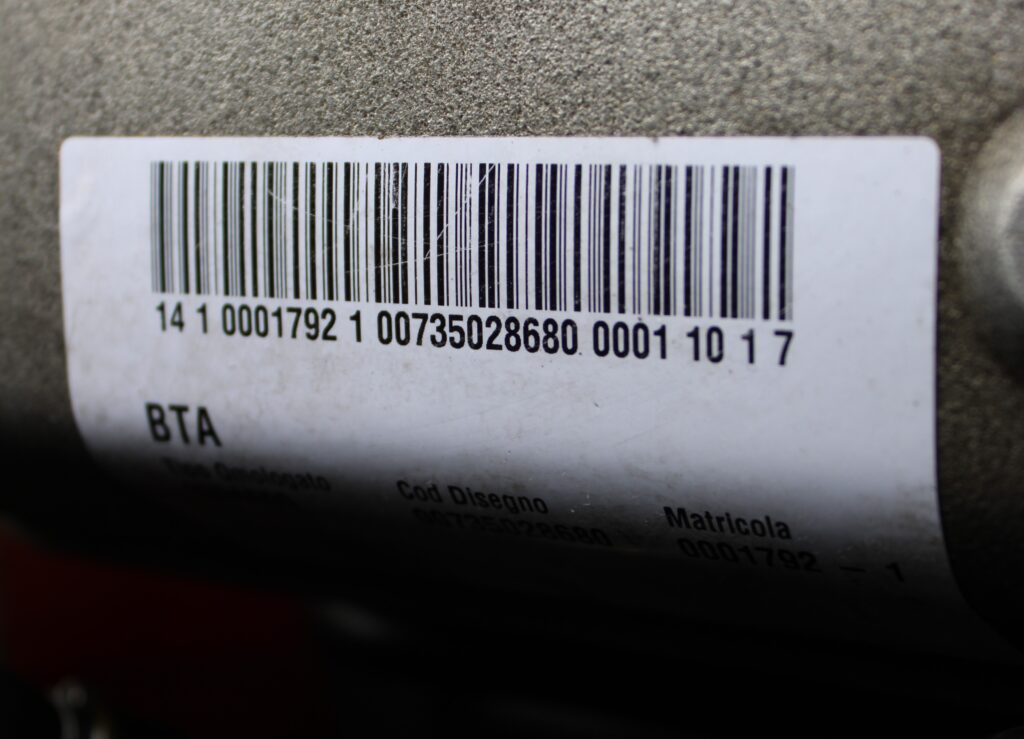 14 1 0001792 1 00735028680 0001 10 1 7
BTA
Tipo Omologato
Cod Disegno
00735028680
Matricola
0001792 - 1